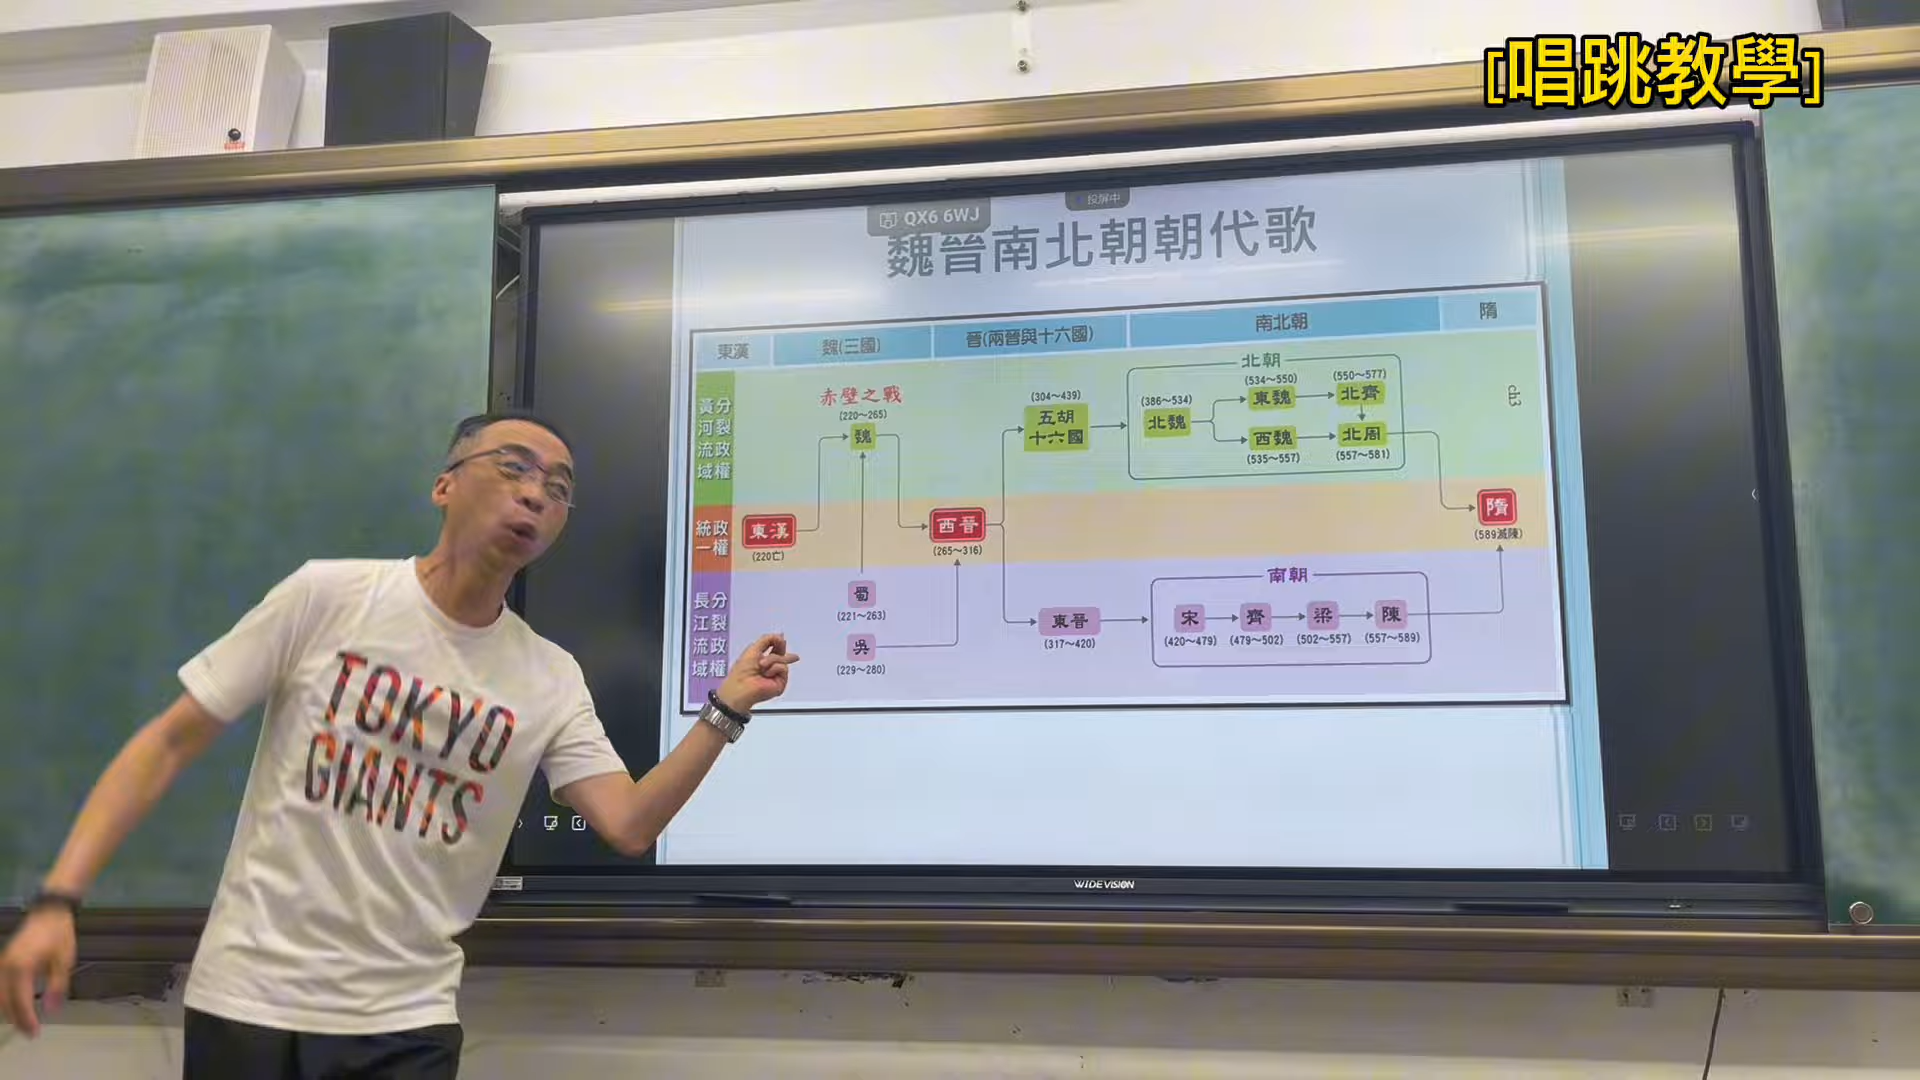 [唱跳教學]
QX6 6WJ
投屏中
魏晉南北朝朝代歌
東漢
魏(三國)
晉(兩晉與十六國)
南北朝
隋
黃河流域
分裂政權
赤壁之戰
(220~265)
魏
(304~439)
五胡
十六國
北朝
(386~534)
北魏
(534~550)
東魏
(550~577)
北齊
西魏
(535~557)
北周
(557~581)
ch3
統一
政權
東漢
(220亡)
西晉
(265~316)
隋
(589滅陳)
長江流域
分裂政權
蜀
(221~263)
吳
(229~280)
東晉
(317~420)
南朝
宋
(420~479)
齊
(479~502)
梁
(502~557)
陳
(557~589)
TOKYO
GIANTS
WIDEVISION